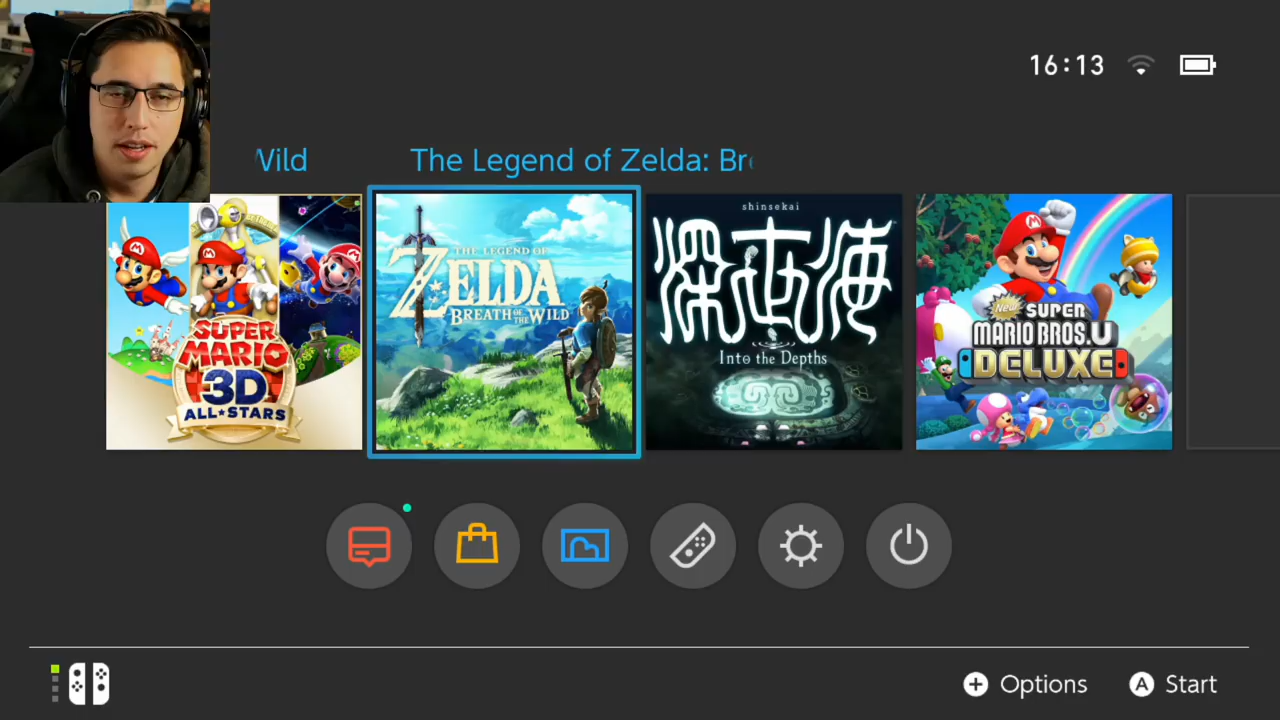 16:13
Wild The Legend of Zelda: Br
SUPER
MARIO
3D
ALL★STARS
THE LEGEND OF
ZELDA
BREATH OF THE WILD
shinsekai
深世海
Into the Depths
New SUPER
MARIO BROS.U
DELUXE
Options
A Start